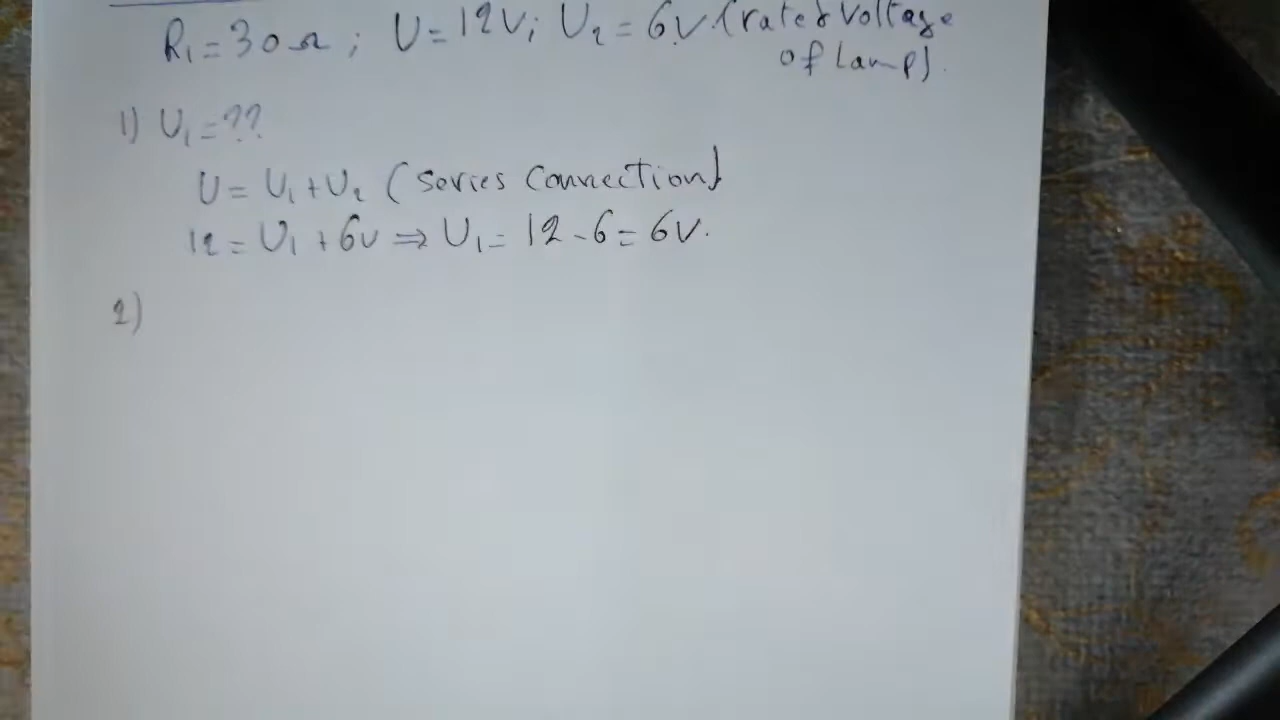 R₁ = 30Ω ; U = 12V ; U₂ = 6V. (rated Voltage
of Lamp).
1) U₁ = ??
U = U₁ + U₂ (Series Connection)
12 = U₁ + 6V ⇒ U₁ = 12 - 6 = 6V.
2)